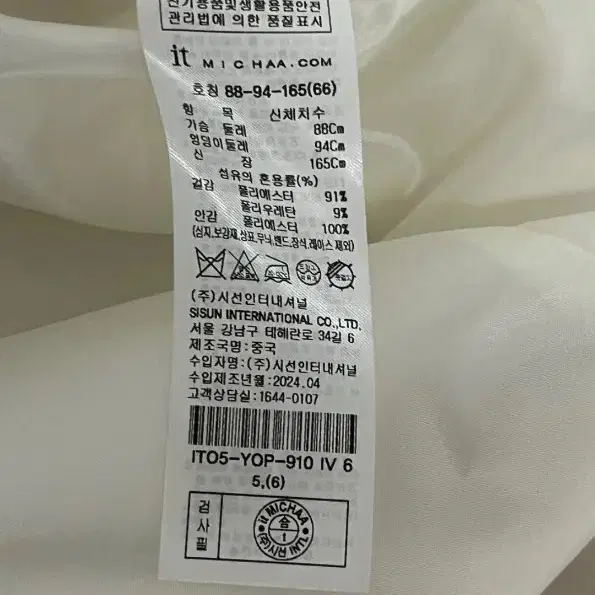 전기용품및생활용품안전
관리법에 의한 품질표시
it MICHAA.COM
호칭 88-94-165(66)
항 목 신체치수
가슴 둘레 88Cm
엉덩이둘레 94Cm
신 장 165Cm
섬유의 혼용률(%)
겉감 폴리에스터 91%
폴리우레탄 9%
안감 폴리에스터 100%
(심지,보강재,상표,무늬,밴드,장식,레이스 제외)
(주)시선인터내셔널
SISUN INTERNATIONAL CO.,LTD.
서울 강남구 테헤란로 34길 6
제조국명:중국
수입자명:(주)시선인터내셔널
수입제조년월:2024.04
고객상담실:1644-0107
ITO5-YOP-910 IV 6
5,(6)
검사필
it MICHAA
1
(주)시선 INTL